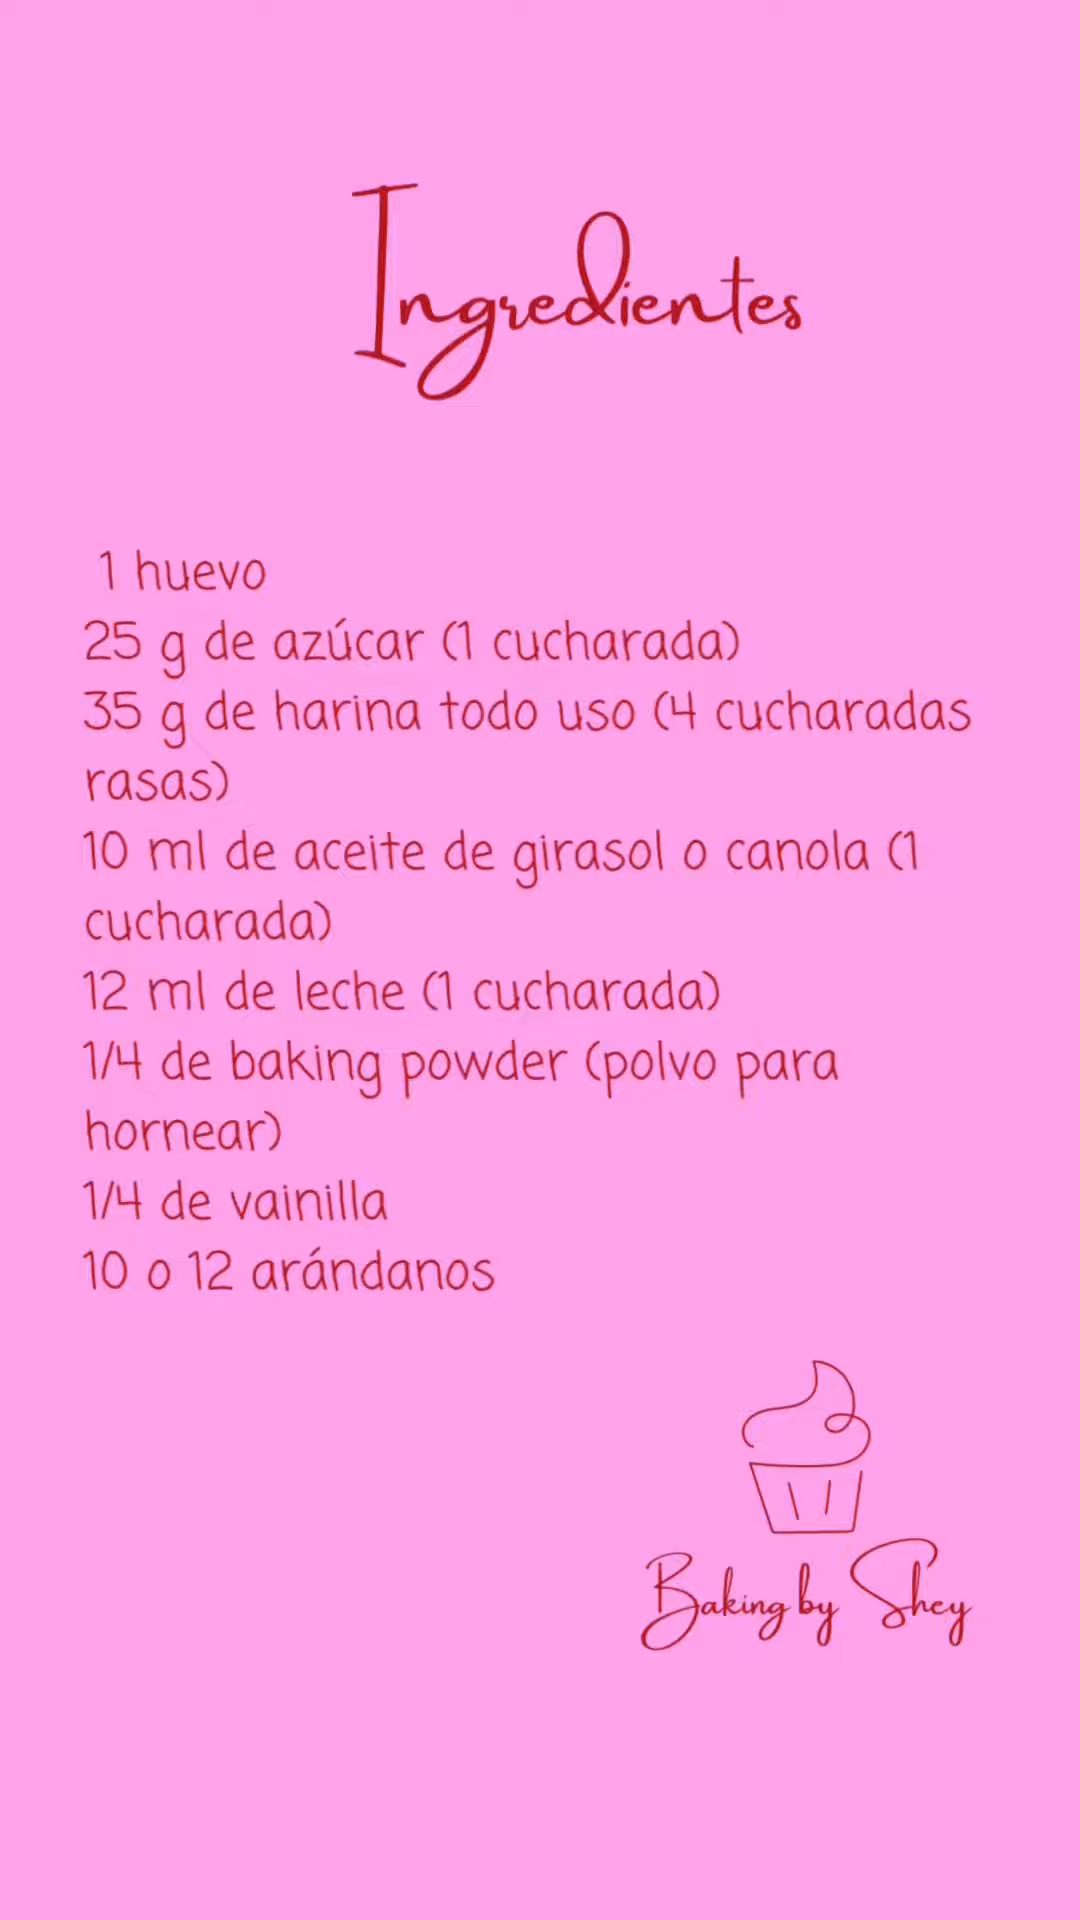 Ingredientes
1 huevo
25 g de azúcar (1 cucharada)
35 g de harina todo uso (4 cucharadas
rasas)
10 ml de aceite de girasol o canola (1
cucharada)
12 ml de leche (1 cucharada)
1/4 de baking powder (polvo para
hornear)
1/4 de vainilla
10 o 12 arándanos
Baking by Shey